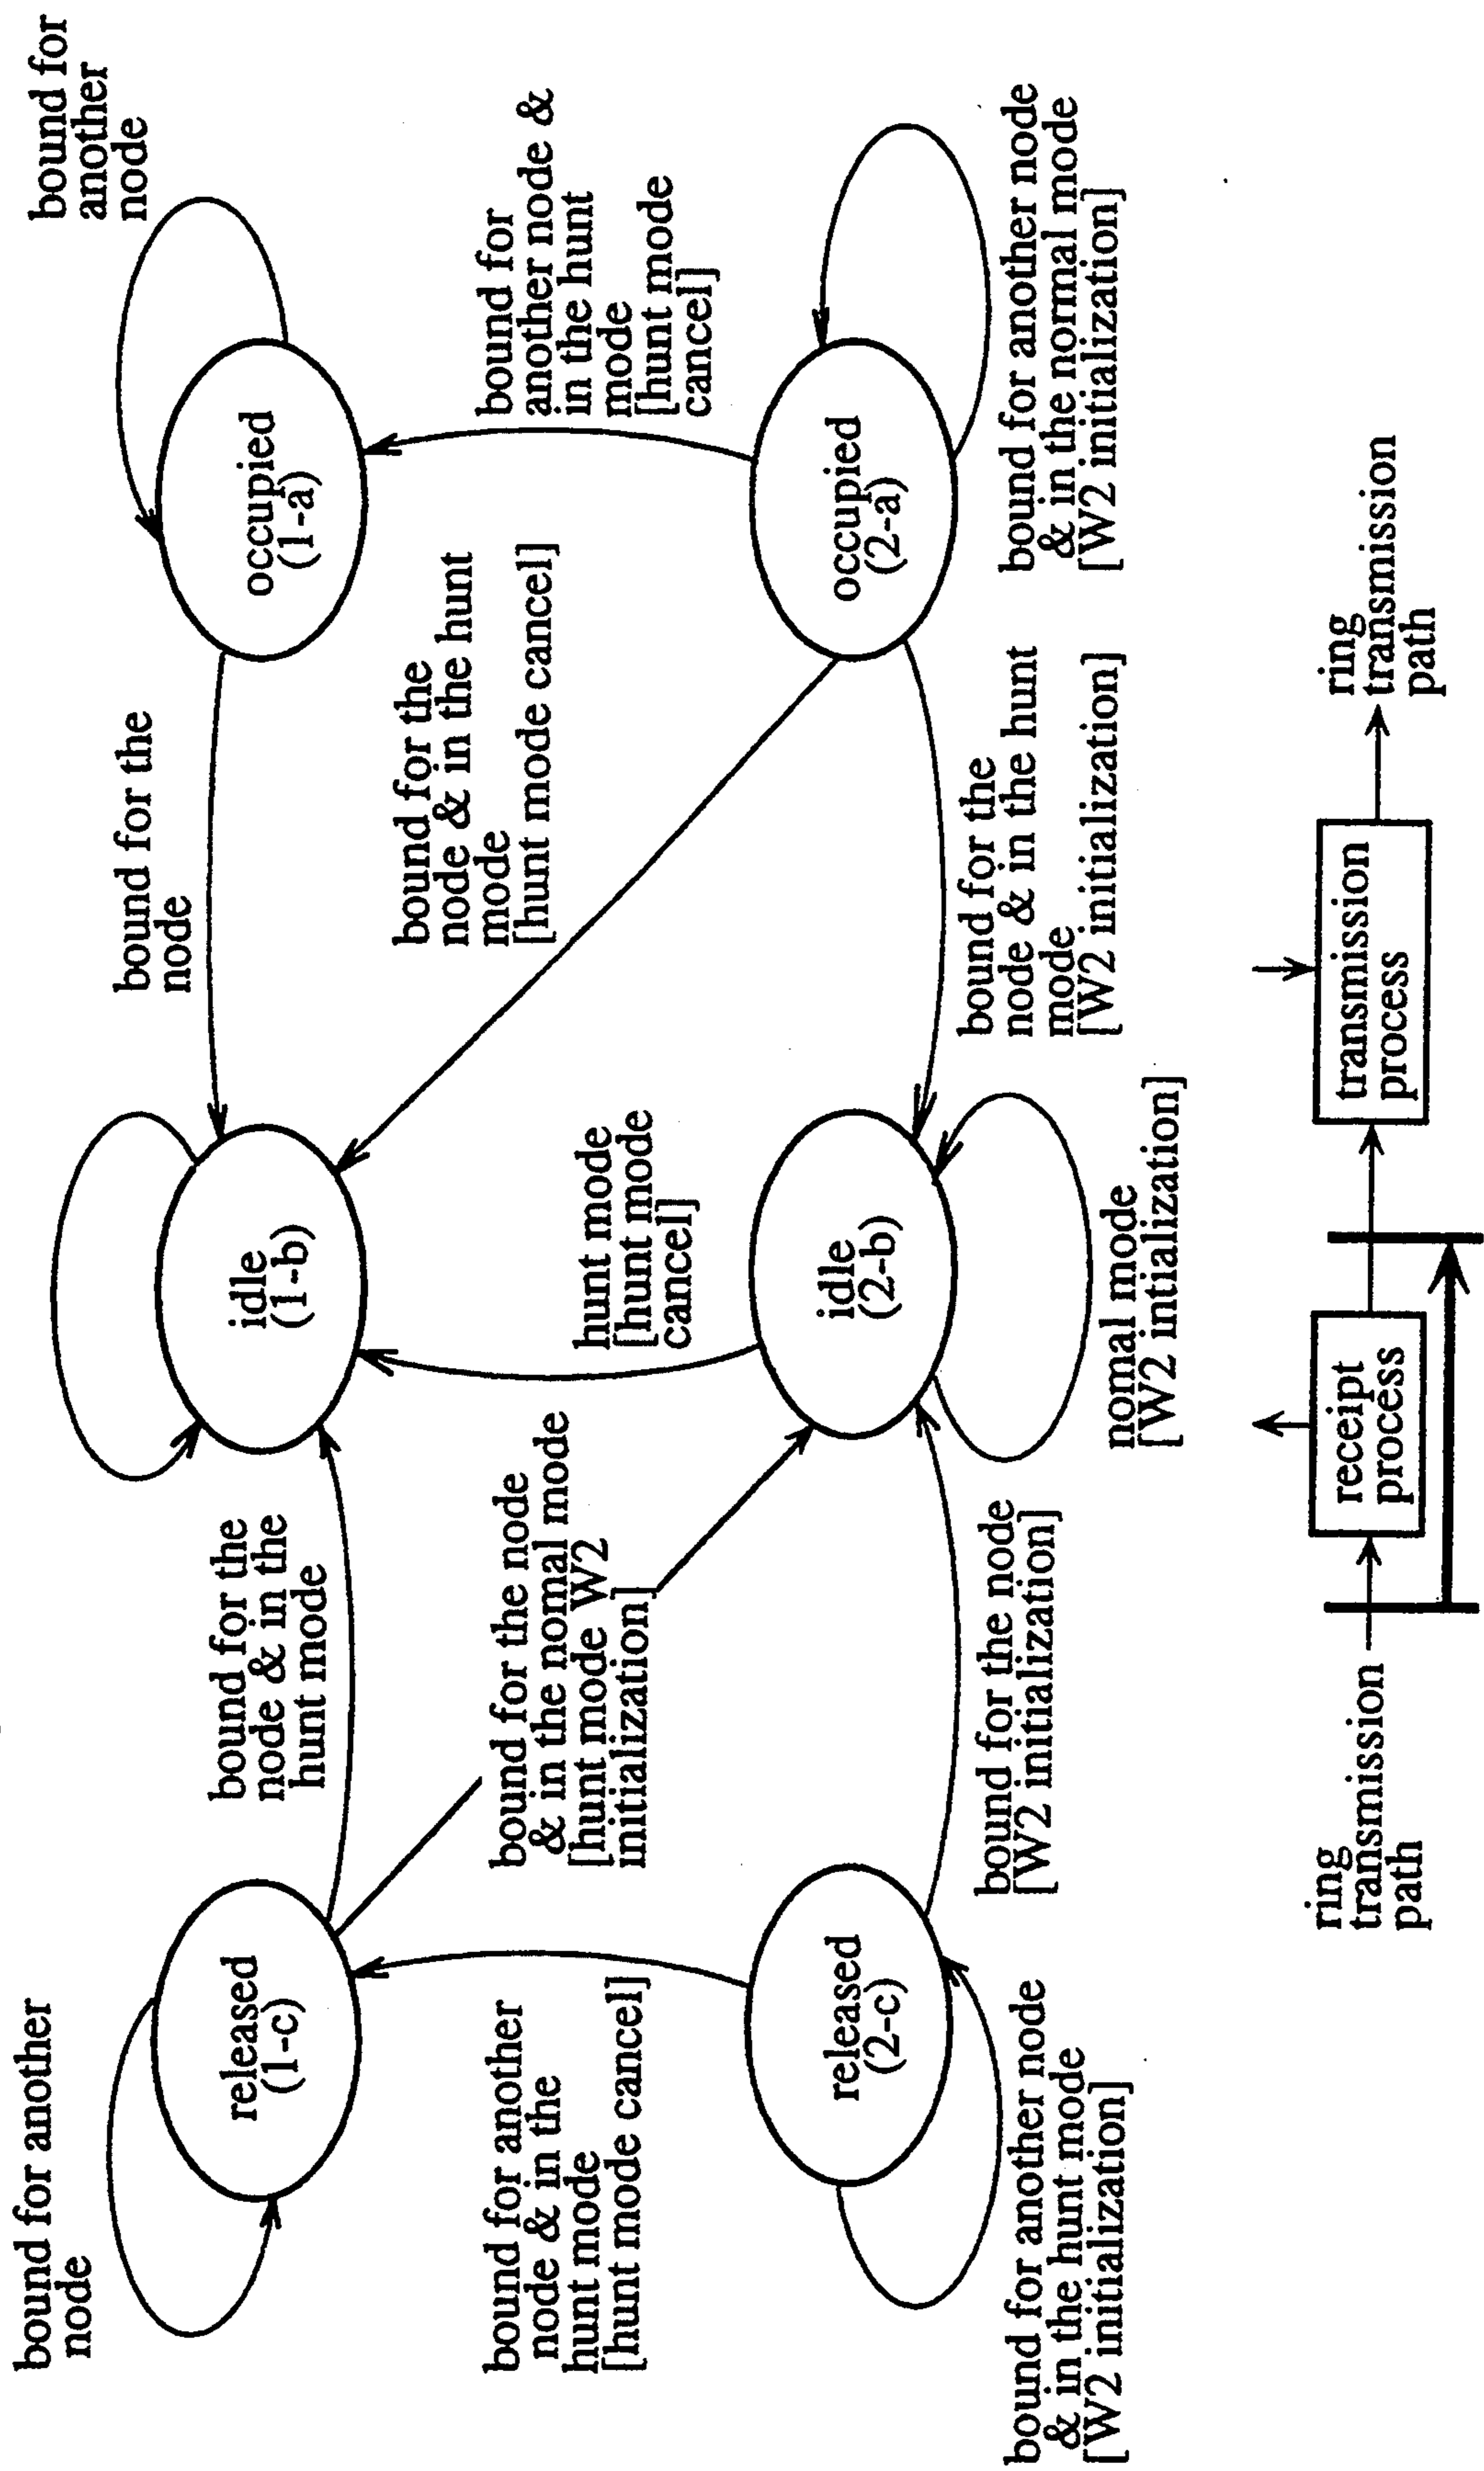 bound for another
node
bound for
another
node
released
(1-c)
bound for the
node & in the
hunt mode
idle
(1-b)
bound for the
node
occupied
(1-a)
bound for another
node & in the
hunt mode
[hunt mode cancel]
bound for the node
& in the nomal mode
[hunt mode W2
initialization]
hunt mode
[hunt mode
cancel]
bound for the
node & in the hunt
mode
[hunt mode cancel]
bound for
another node &
in the hunt
mode
[hunt mode
cancel]
released
(2-c)
idle
(2-b)
occupied
(2-a)
bound for another node
& in the hunt mode
[W2 initialization]
bound for the node
[W2 initialization]
nomal mode
[W2 intialization]
bound for the
node & in the hunt
mode
[W2 initialization]
bound for another node
& in the normal mode
[W2 initialization]
ring
transmission
path
receipt
process
transmission
process
ring
transmission
path